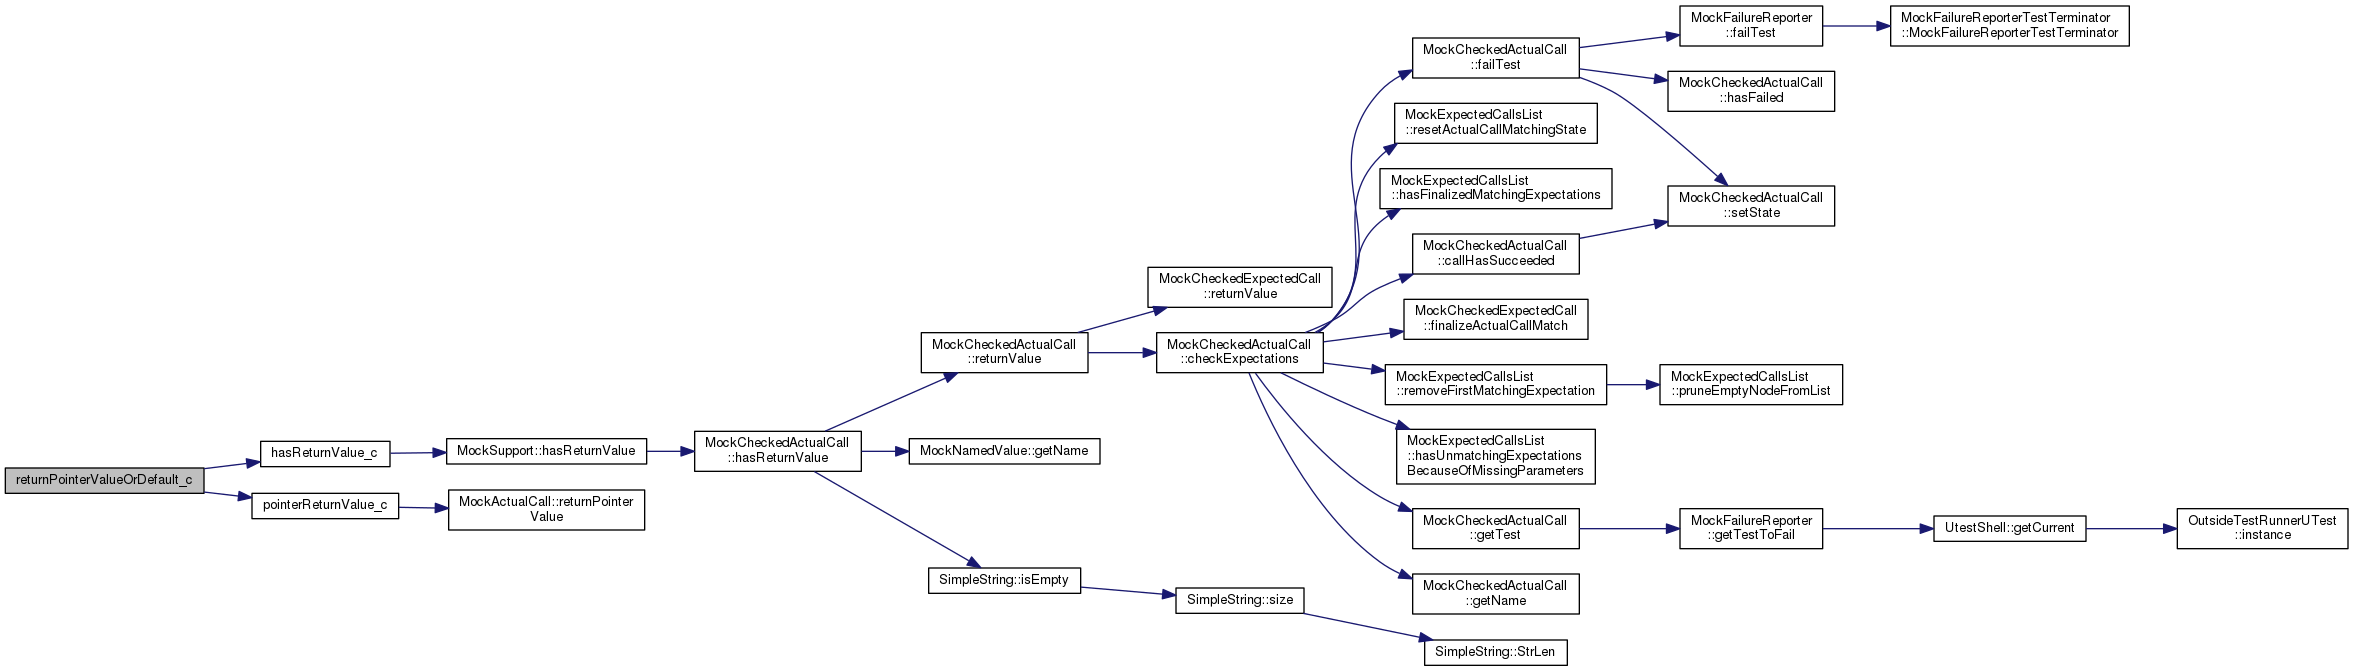 returnPointerValueOrDefault_c
hasReturnValue_c
pointerReturnValue_c
MockSupport::hasReturnValue
MockActualCall::returnPointer
Value
MockCheckedActualCall
::hasReturnValue
MockCheckedActualCall
::returnValue
MockNamedValue::getName
SimpleString::isEmpty
MockCheckedExpectedCall
::returnValue
MockCheckedActualCall
::checkExpectations
SimpleString::size
MockCheckedActualCall
::failTest
MockExpectedCallsList
::resetActualCallMatchingState
MockExpectedCallsList
::hasFinalizedMatchingExpectations
MockCheckedActualCall
::callHasSucceeded
MockCheckedExpectedCall
::finalizeActualCallMatch
MockExpectedCallsList
::removeFirstMatchingExpectation
MockExpectedCallsList
::hasUnmatchingExpectations
BecauseOfMissingParameters
MockCheckedActualCall
::getTest
MockCheckedActualCall
::getName
SimpleString::StrLen
MockFailureReporter
::failTest
MockCheckedActualCall
::hasFailed
MockCheckedActualCall
::setState
MockExpectedCallsList
::pruneEmptyNodeFromList
MockFailureReporter
::getTestToFail
MockFailureReporterTestTerminator
::MockFailureReporterTestTerminator
UtestShell::getCurrent
OutsideTestRunnerUTest
::instance